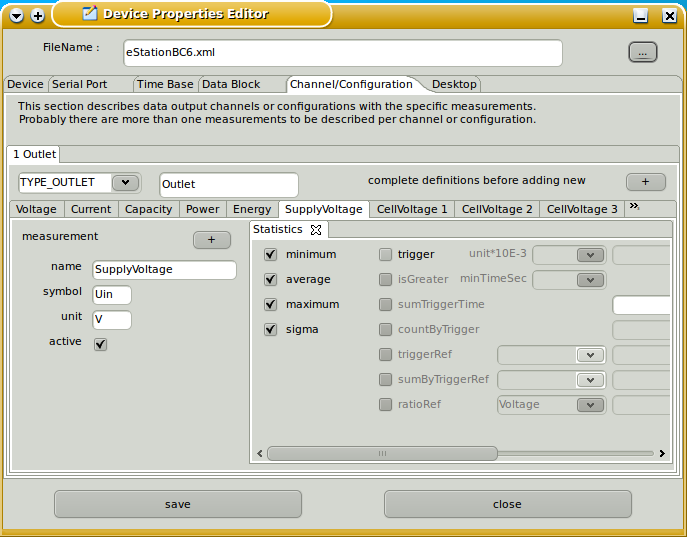 Device Properties Editor
FileName :
eStationBC6.xml
...
Device
Serial Port
Time Base
Data Block
Channel/Configuration
Desktop
This section describes data output channels or configurations with the specific measurements.
Probably there are more than one measurements to be described per channel or configuration.
1 Outlet
TYPE_OUTLET
Outlet
complete definitions before adding new
+
Voltage
Current
Capacity
Power
Energy
SupplyVoltage
CellVoltage 1
CellVoltage 2
CellVoltage 3
measurement
+
name
SupplyVoltage
symbol
Uin
unit
V
active
Statistics
minimum
trigger
unit*10E-3
average
isGreater
minTimeSec
maximum
sumTriggerTime
sigma
countByTrigger
triggerRef
sumByTriggerRef
ratioRef
Voltage
save
close